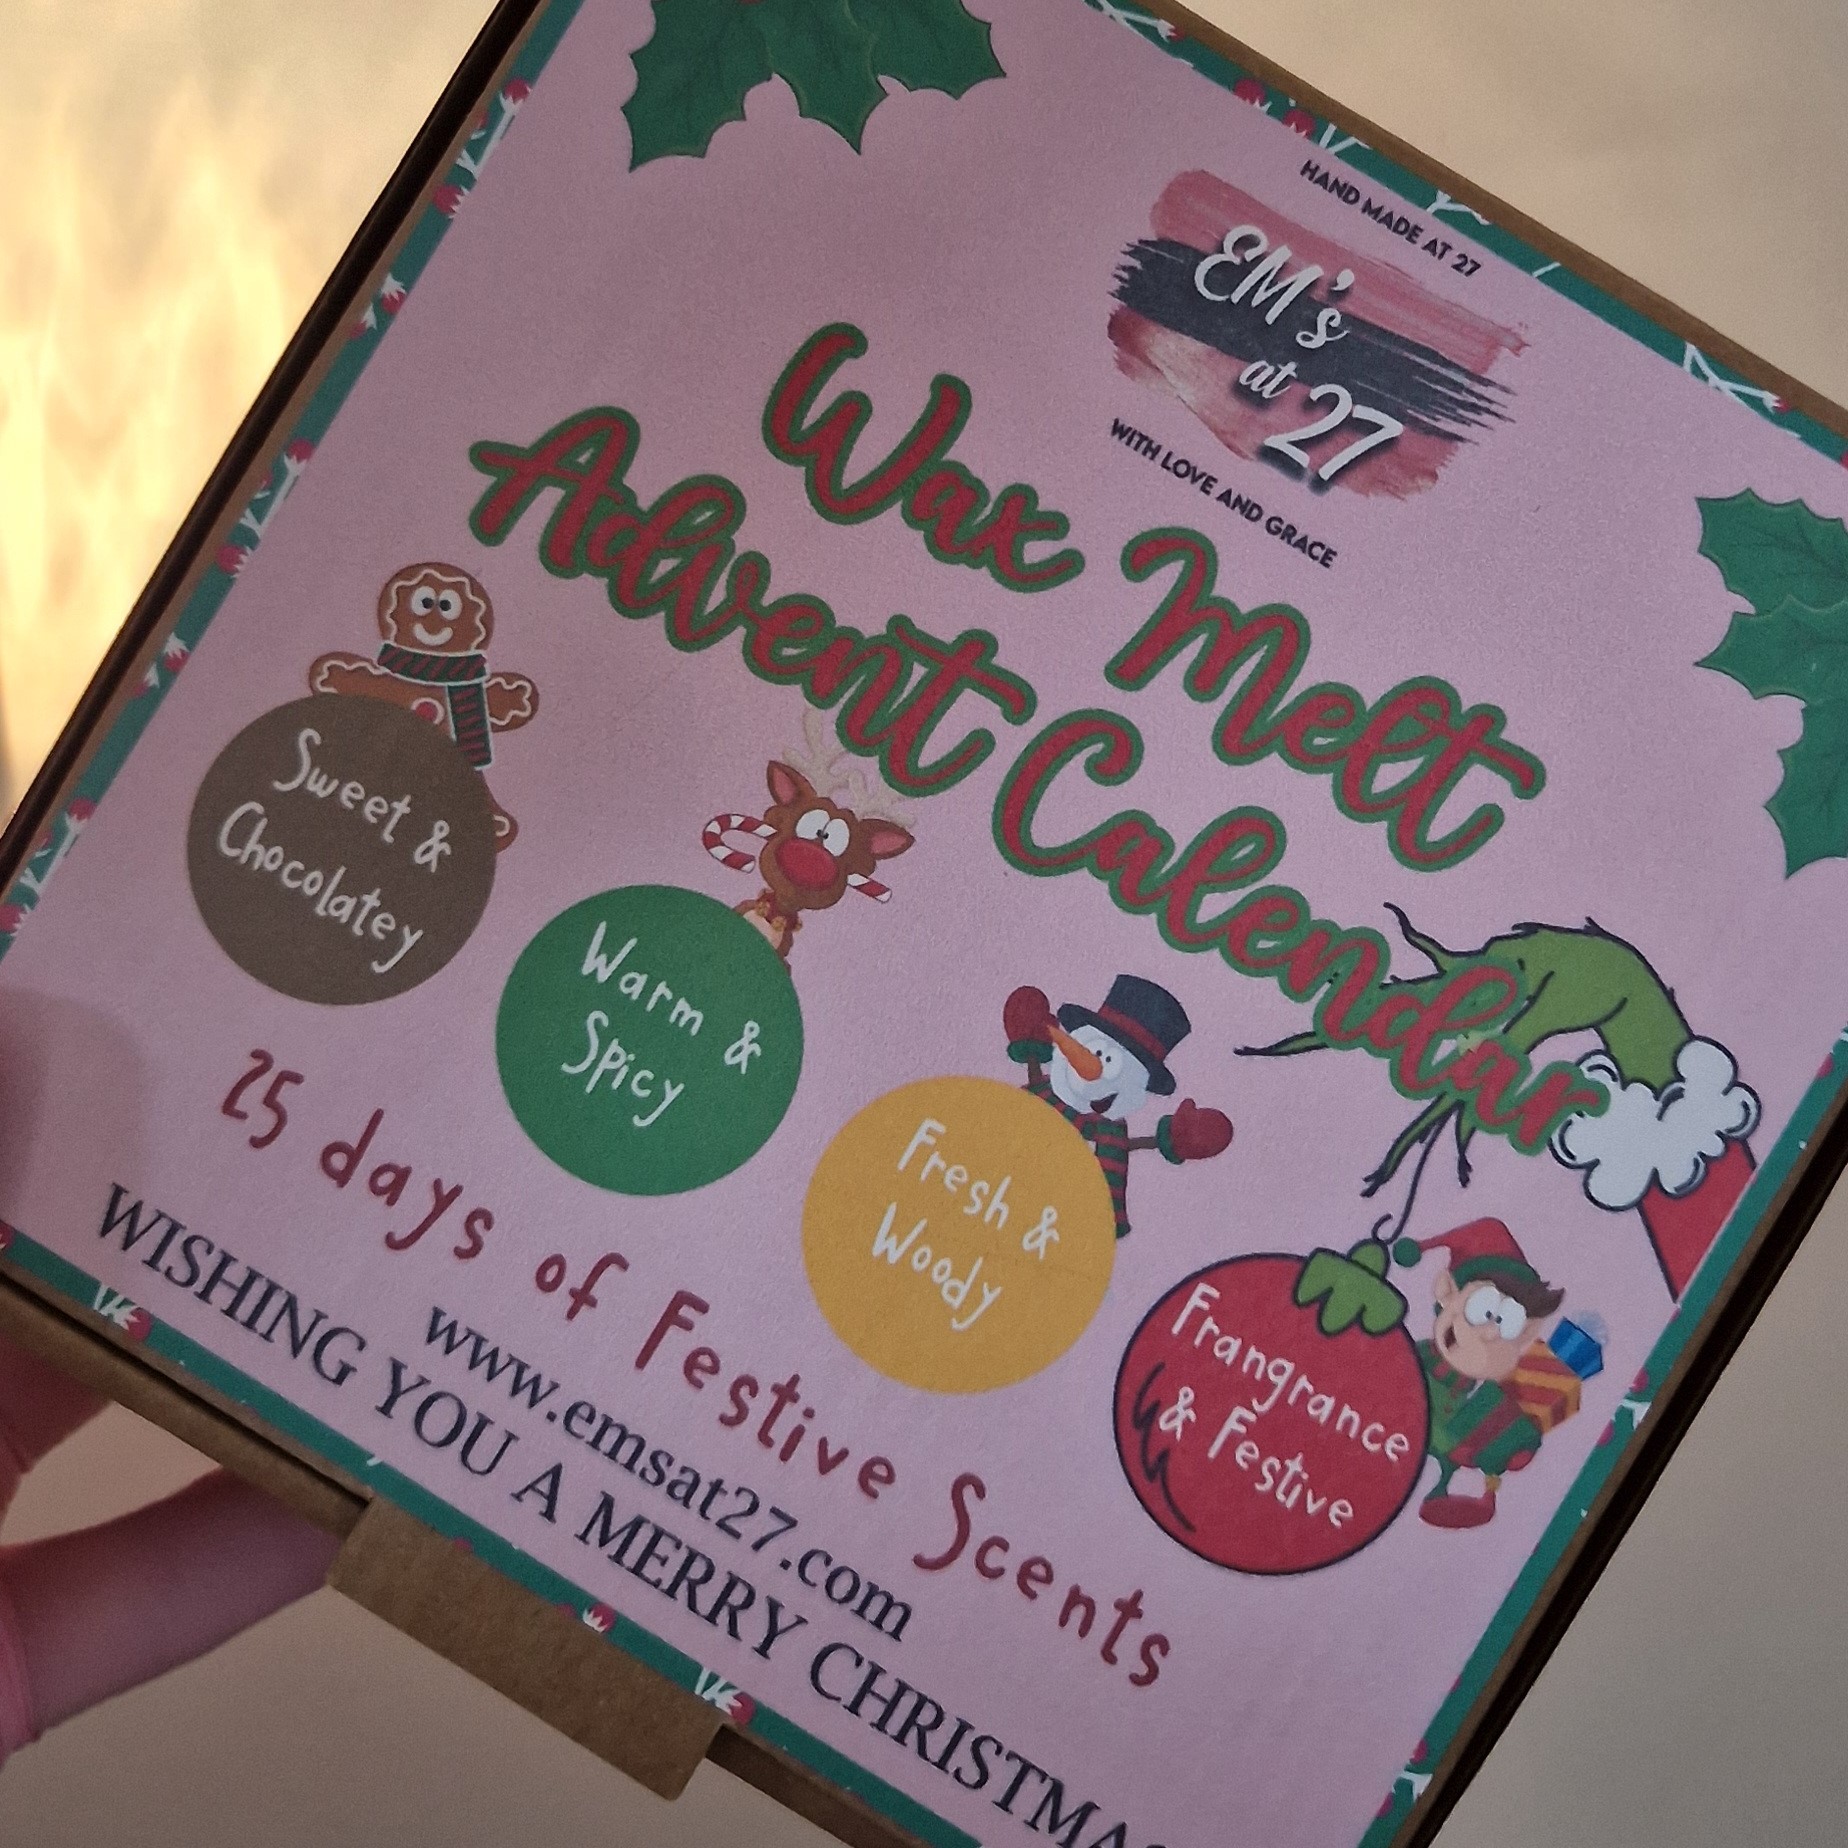 HAND MADE AT 27
EM's
at 27
WITH LOVE AND GRACE
Wax Melt
Advent Calendar
Sweet &
Chocolatey
Warm &
Spicy
Fresh &
Woody
Frangrance
& Festive
25 days of Festive Scents
www.emsat27.com
WISHING YOU A MERRY CHRISTMA